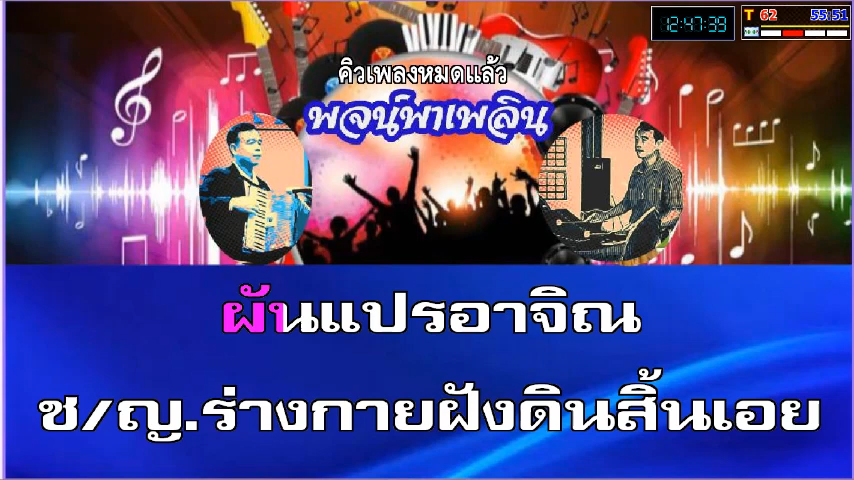 12:47:39
T 62 55:51
คิวเพลงหมดแล้ว
พจน์พาเพลิน
ผันแปรอาจิณ
ช/ญ.ร่างกายฝังดินสิ้นเอย